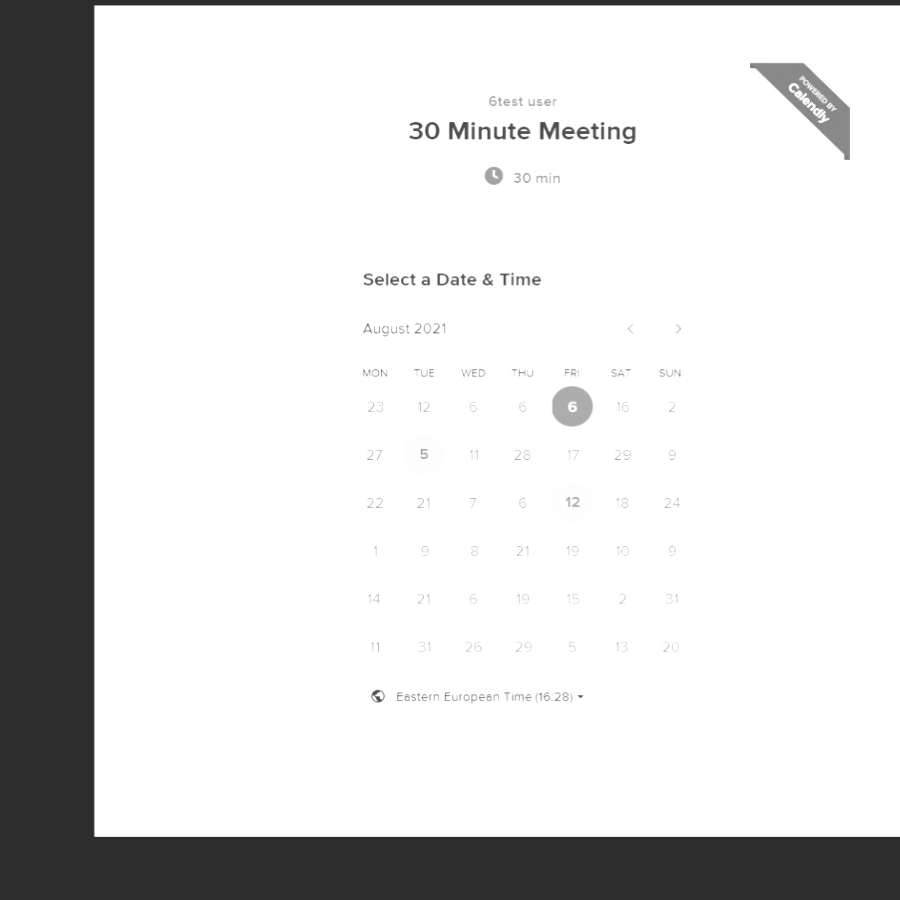 POWERED BY
Calendly
6test user
30 Minute Meeting
30 min
Select a Date & Time
August 2021
MON TUE WED THU FRI SAT SUN
23 12 6 6 6 16 2
27 5 11 28 17 29 9
22 21 7 6 12 18 24
1 9 8 21 19 10 9
14 21 6 19 15 2 31
11 31 26 29 5 13 20
Eastern European Time (16:28)